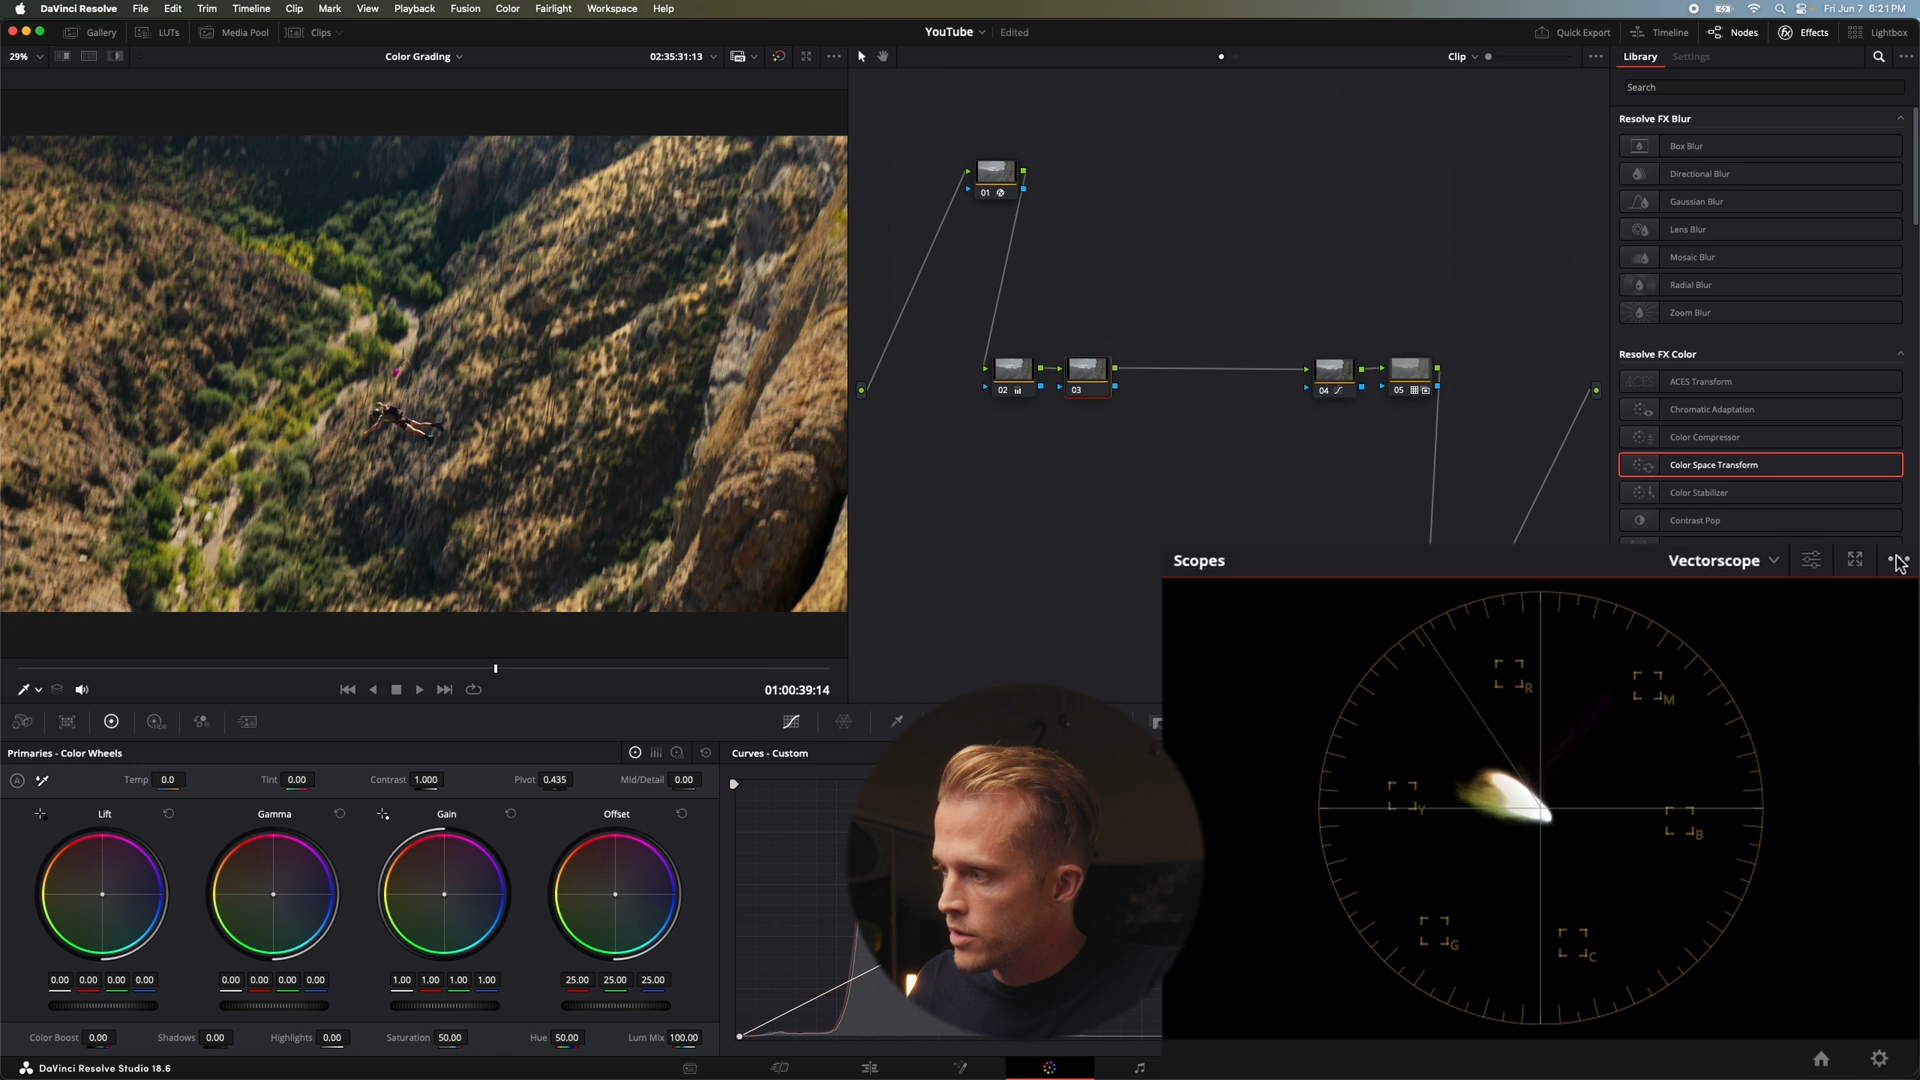 DaVinci Resolve File Edit Trim Timeline Clip Mark View Playback Fusion Color Fairlight Workspace Help Fri Jun 7 6:21 PM
Gallery LUTs Media Pool Clips YouTube Edited Quick Export Timeline Nodes Effects Lightbox
29% Color Grading 02:35:31:13 Clip Library Settings
Search
Resolve FX Blur
Box Blur
Directional Blur
Gaussian Blur
Lens Blur
Mosaic Blur
Radial Blur
Zoom Blur
Resolve FX Color
ACES Transform
Chromatic Adaptation
Color Compressor
Color Space Transform
Color Stabilizer
Contrast Pop
01
02 03 04 05
Scopes Vectorscope
R M
Y B
G C
01:00:39:14
Primaries - Color Wheels Curves - Custom
A Temp 0.0 Tint 0.00 Contrast 1.000 Pivot 0.435 Mid/Detail 0.00
Lift Gamma Gain Offset
0.00 0.00 0.00 0.00 0.00 0.00 0.00 0.00 1.00 1.00 1.00 1.00 25.00 25.00 25.00
Color Boost 0.00 Shadows 0.00 Highlights 0.00 Saturation 50.00 Hue 50.00 Lum Mix 100.00
DaVinci Resolve Studio 18.6